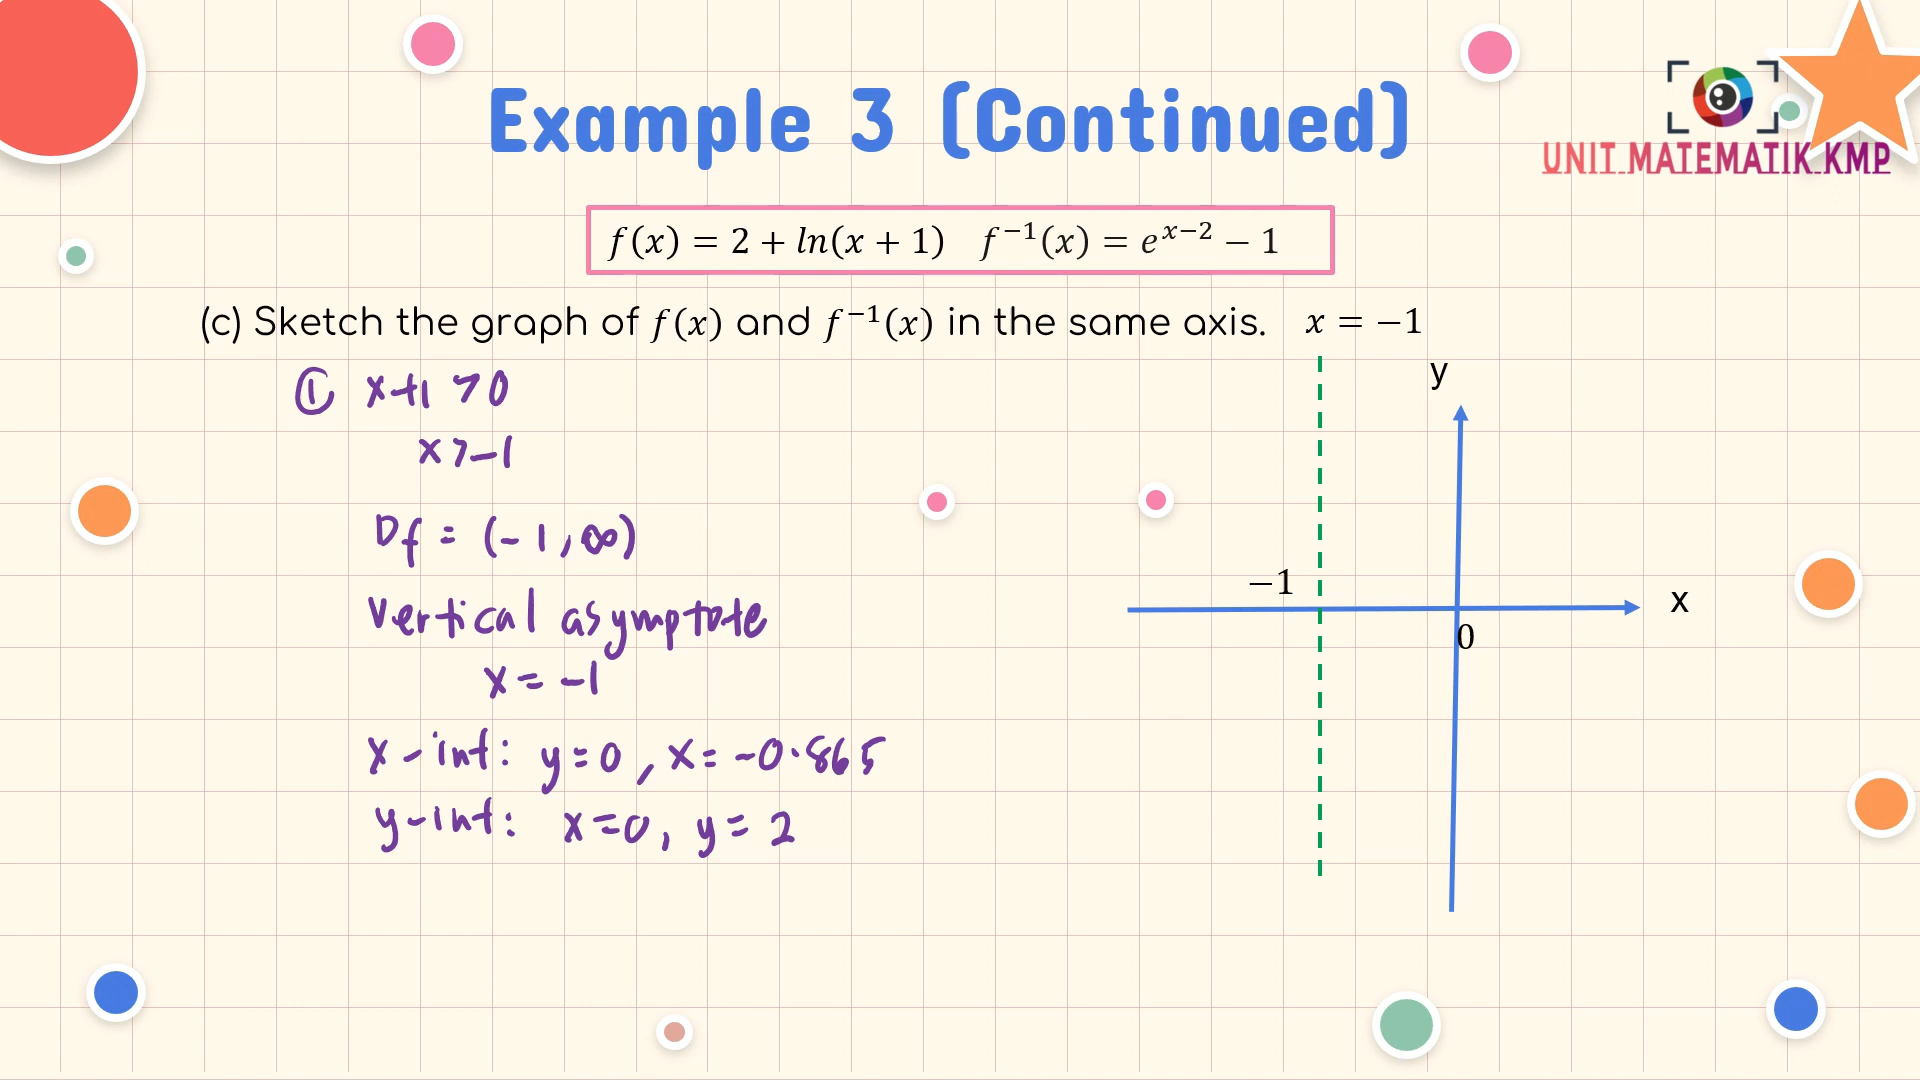 Example 3 (Continued)
UNIT MATEMATIK KMP
f(x) = 2 + ln(x + 1)   f⁻¹(x) = eˣ⁻² − 1
(c) Sketch the graph of f(x) and f⁻¹(x) in the same axis.
x = −1
① x+1 > 0
x > −1
Df = (−1, ∞)
Vertical asymptote
x = −1
x-int: y=0, x= −0.865
y-int: x=0, y= 2
y
−1
x
0